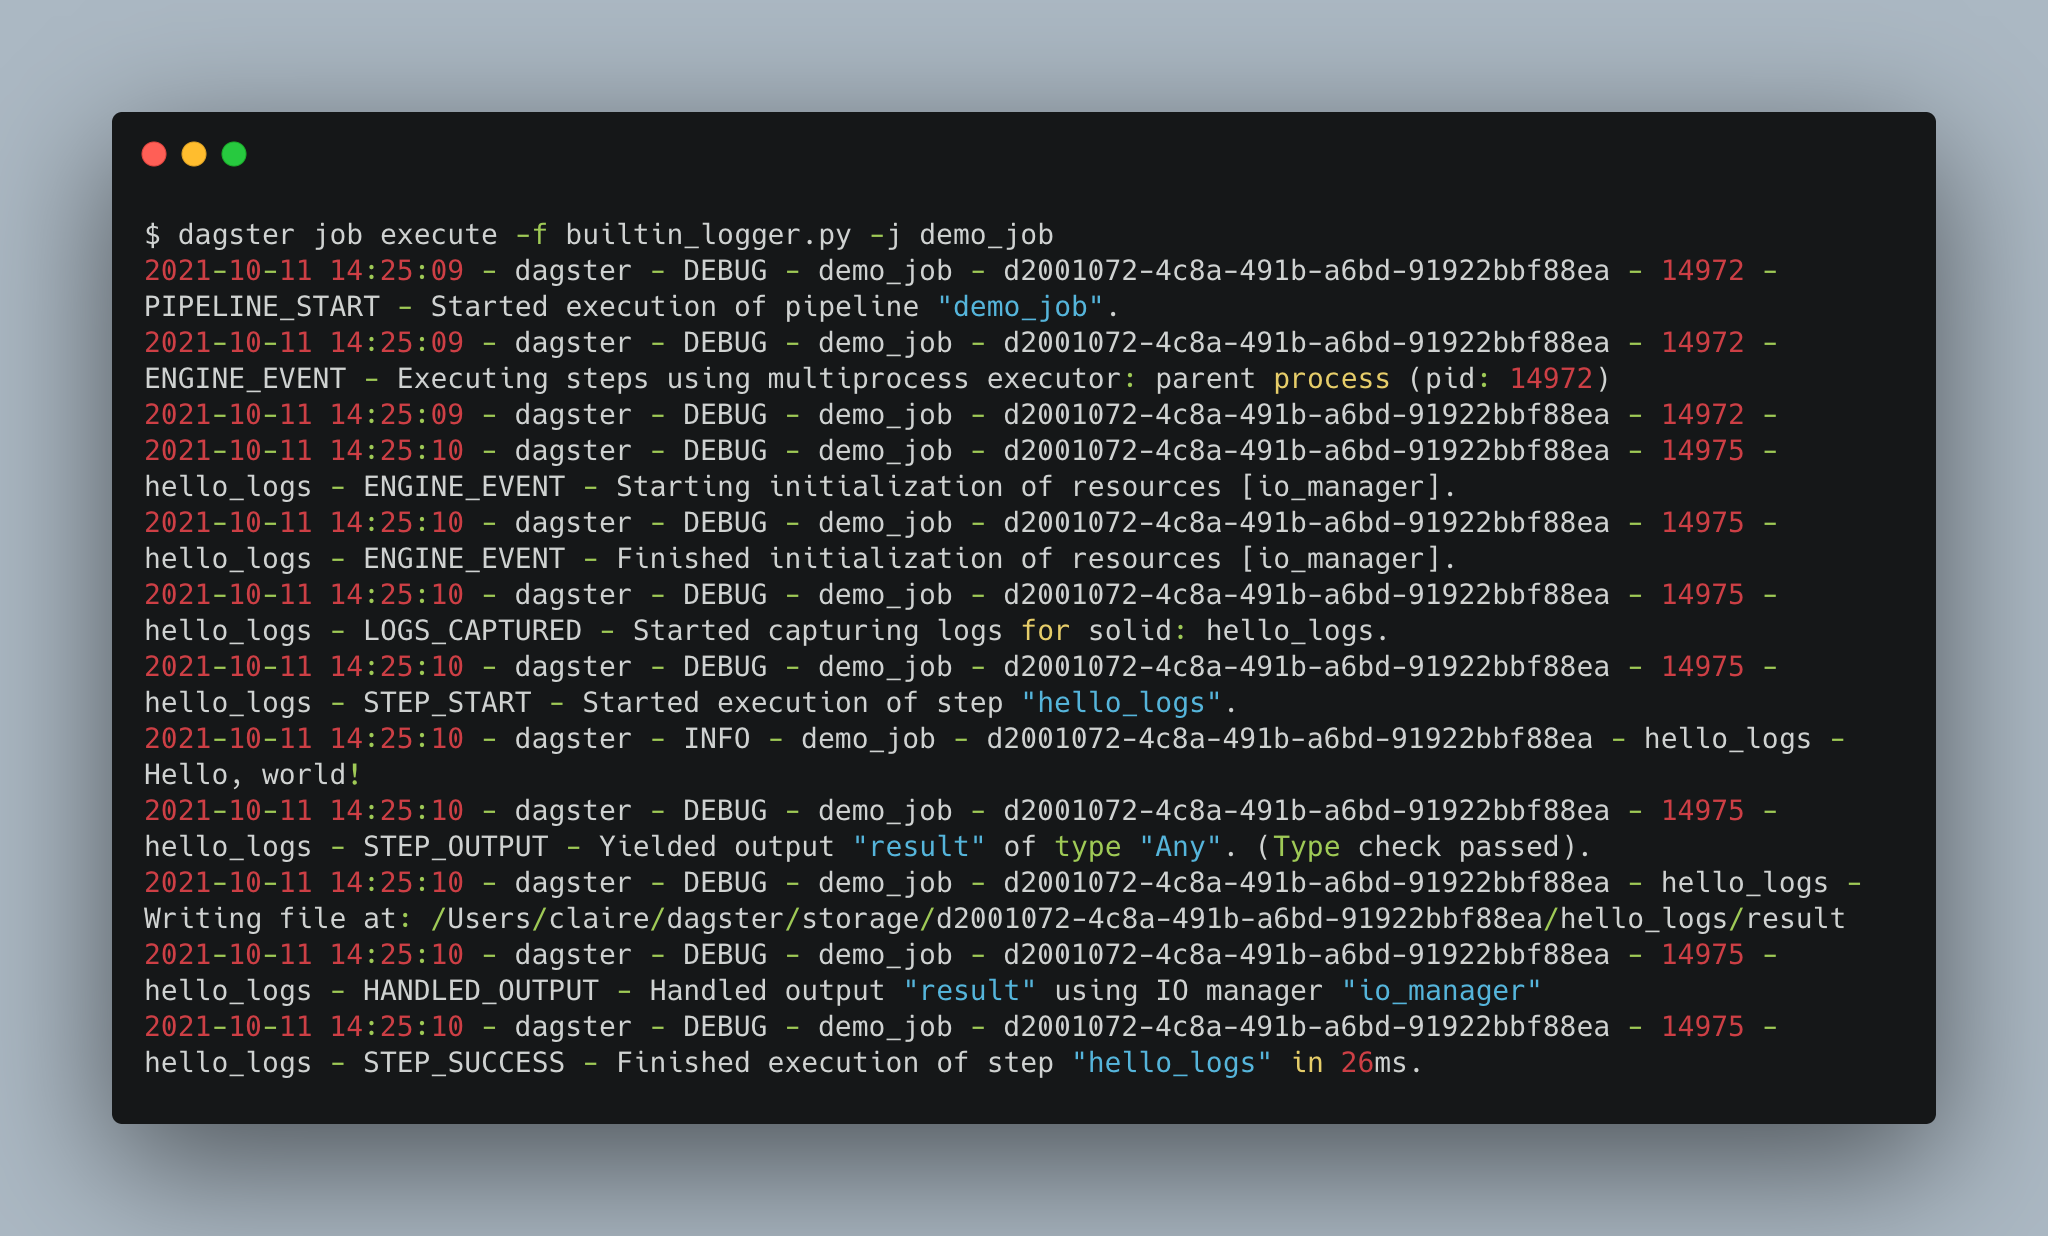 $ dagster job execute -f builtin_logger.py -j demo_job
2021-10-11 14:25:09 - dagster - DEBUG - demo_job - d2001072-4c8a-491b-a6bd-91922bbf88ea - 14972 -
PIPELINE_START - Started execution of pipeline "demo_job".
2021-10-11 14:25:09 - dagster - DEBUG - demo_job - d2001072-4c8a-491b-a6bd-91922bbf88ea - 14972 -
ENGINE_EVENT - Executing steps using multiprocess executor: parent process (pid: 14972)
2021-10-11 14:25:09 - dagster - DEBUG - demo_job - d2001072-4c8a-491b-a6bd-91922bbf88ea - 14972 -
2021-10-11 14:25:10 - dagster - DEBUG - demo_job - d2001072-4c8a-491b-a6bd-91922bbf88ea - 14975 -
hello_logs - ENGINE_EVENT - Starting initialization of resources [io_manager].
2021-10-11 14:25:10 - dagster - DEBUG - demo_job - d2001072-4c8a-491b-a6bd-91922bbf88ea - 14975 -
hello_logs - ENGINE_EVENT - Finished initialization of resources [io_manager].
2021-10-11 14:25:10 - dagster - DEBUG - demo_job - d2001072-4c8a-491b-a6bd-91922bbf88ea - 14975 -
hello_logs - LOGS_CAPTURED - Started capturing logs for solid: hello_logs.
2021-10-11 14:25:10 - dagster - DEBUG - demo_job - d2001072-4c8a-491b-a6bd-91922bbf88ea - 14975 -
hello_logs - STEP_START - Started execution of step "hello_logs".
2021-10-11 14:25:10 - dagster - INFO - demo_job - d2001072-4c8a-491b-a6bd-91922bbf88ea - hello_logs -
Hello, world!
2021-10-11 14:25:10 - dagster - DEBUG - demo_job - d2001072-4c8a-491b-a6bd-91922bbf88ea - 14975 -
hello_logs - STEP_OUTPUT - Yielded output "result" of type "Any". (Type check passed).
2021-10-11 14:25:10 - dagster - DEBUG - demo_job - d2001072-4c8a-491b-a6bd-91922bbf88ea - hello_logs -
Writing file at: /Users/claire/dagster/storage/d2001072-4c8a-491b-a6bd-91922bbf88ea/hello_logs/result
2021-10-11 14:25:10 - dagster - DEBUG - demo_job - d2001072-4c8a-491b-a6bd-91922bbf88ea - 14975 -
hello_logs - HANDLED_OUTPUT - Handled output "result" using IO manager "io_manager"
2021-10-11 14:25:10 - dagster - DEBUG - demo_job - d2001072-4c8a-491b-a6bd-91922bbf88ea - 14975 -
hello_logs - STEP_SUCCESS - Finished execution of step "hello_logs" in 26ms.